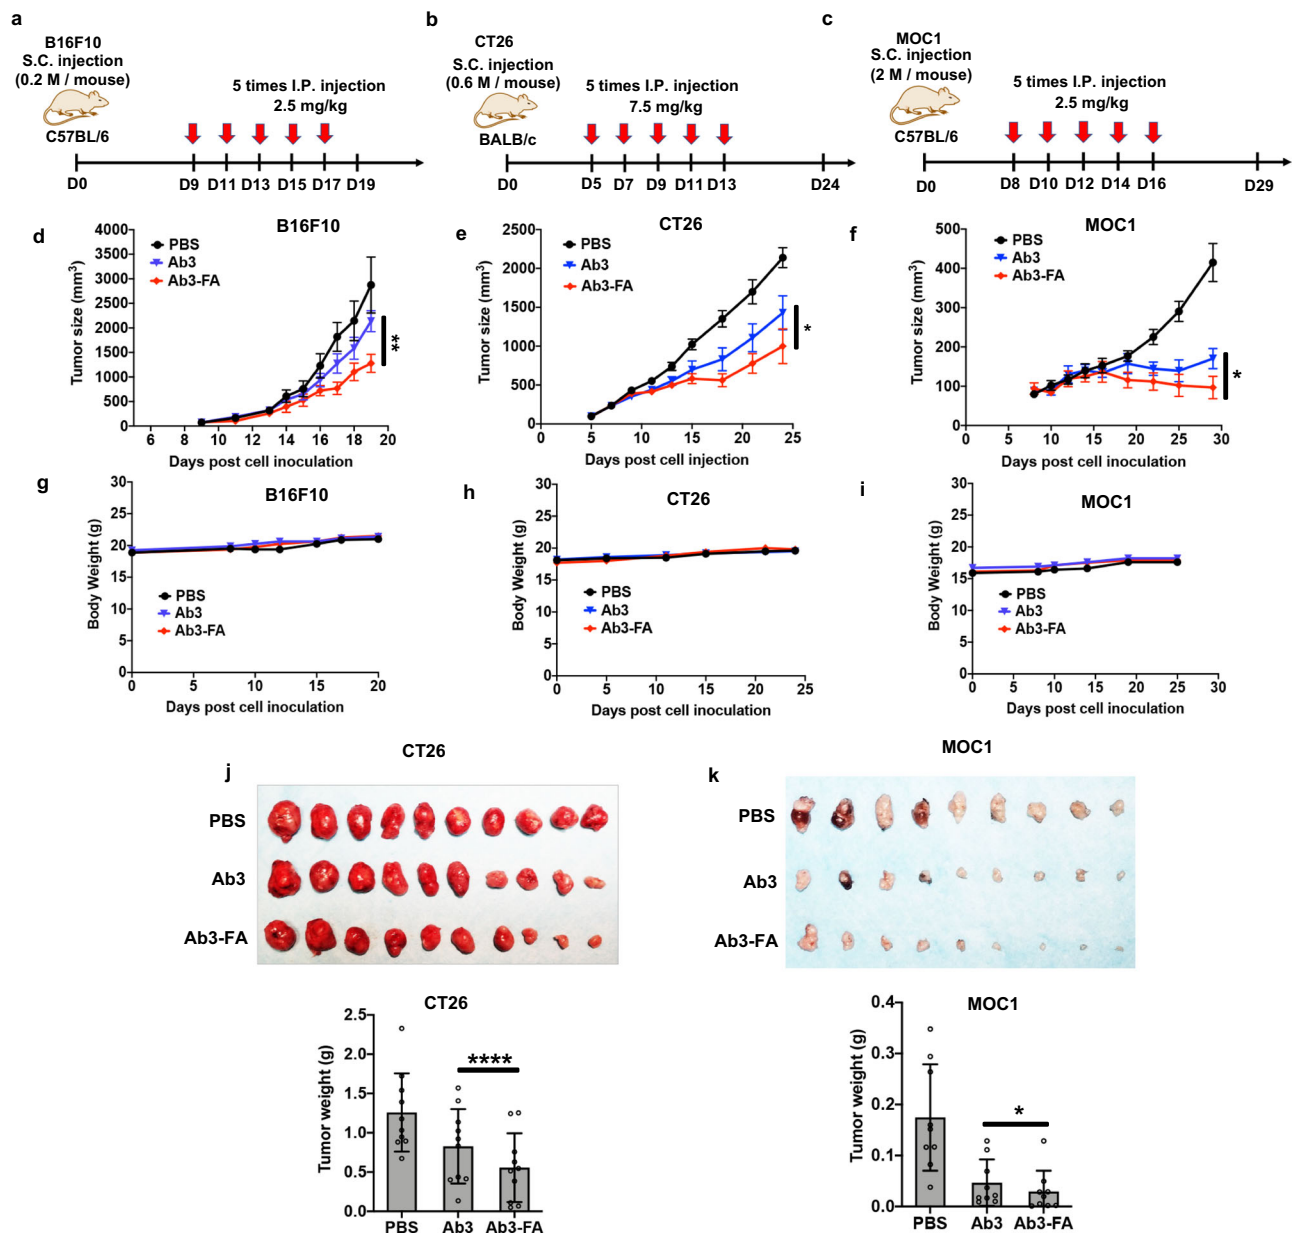 a
B16F10
S.C. injection
(0.2 M / mouse)
C57BL/6
5 times I.P. injection
2.5 mg/kg
D0
D9
D11
D13
D15
D17
D19
b
CT26
S.C. injection
(0.6 M / mouse)
BALB/c
5 times I.P. injection
7.5 mg/kg
D0
D5
D7
D9
D11
D13
D24
c
MOC1
S.C. injection
(2 M / mouse)
C57BL/6
5 times I.P. injection
2.5 mg/kg
D0
D8
D10
D12
D14
D16
D29
d
B16F10
PBS
Ab3
Ab3-FA
Tumor size (mm³)
4000
3500
3000
2500
2000
1500
1000
500
0
**
6 8 10 12 14 16 18 20
Days post cell inoculation
e
CT26
PBS
Ab3
Ab3-FA
Tumor size (mm³)
2500
2000
1500
1000
500
0
*
0 5 10 15 20 25
Days post cell injection
f
MOC1
PBS
Ab3
Ab3-FA
Tumor size (mm³)
500
400
300
200
100
0
*
0 5 10 15 20 25 30
Days post cell inoculation
g
B16F10
Body Weight (g)
30
25
20
15
10
5
0
PBS
Ab3
Ab3-FA
0 5 10 15 20
Days post cell inoculation
h
CT26
Body Weight (g)
30
25
20
15
10
5
0
PBS
Ab3
Ab3-FA
0 5 10 15 20 25
Days post cell inoculation
i
MOC1
Body Weight (g)
30
25
20
15
10
5
0
PBS
Ab3
Ab3-FA
0 5 10 15 20 25 30
Days post cell inoculation
j
CT26
PBS
Ab3
Ab3-FA
CT26
Tumor weight (g)
2.5
2.0
1.5
1.0
0.5
0.0
****
PBS Ab3 Ab3-FA
k
MOC1
PBS
Ab3
Ab3-FA
MOC1
Tumor weight (g)
0.4
0.3
0.2
0.1
0.0
*
PBS Ab3 Ab3-FA